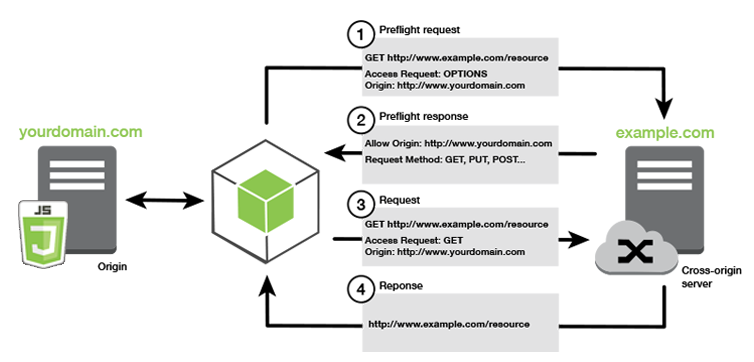 1 Preflight request
GET http://www.example.com/resource
Access Request: OPTIONS
Origin: http://www.yourdomain.com
2 Preflight response
Allow Origin: http://www.yourdomain.com
Request Method: GET, PUT, POST...
yourdomain.com
JS
Origin
example.com
Cross-origin
server
3 Request
GET http://www.example.com/resource
Access Request: GET
Origin: http://www.yourdomain.com
4 Reponse
http://www.example.com/resource